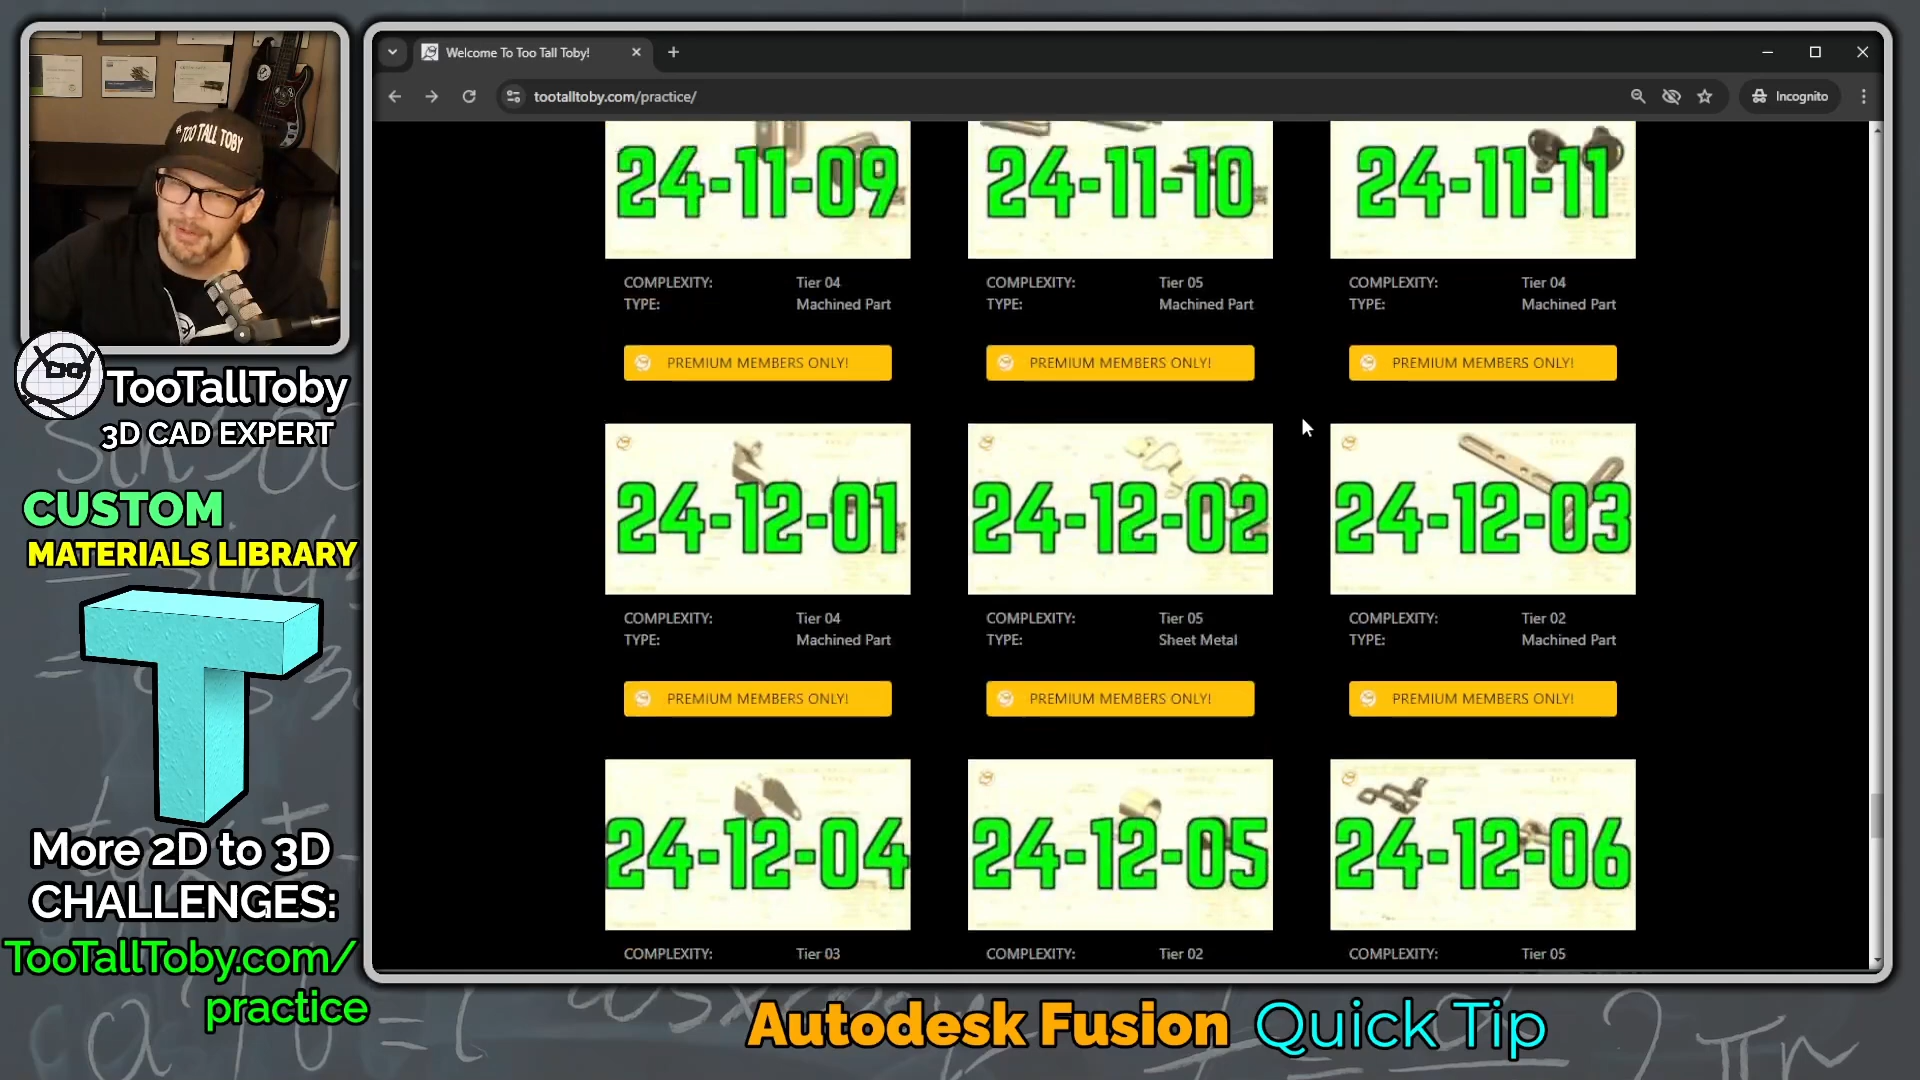 TOO TALL TOBY
TooTallToby
3D CAD EXPERT
CUSTOM
MATERIALS LIBRARY
More 2D to 3D
CHALLENGES:
TooTallToby.com/
practice
Welcome To Too Tall Toby!
tootalltoby.com/practice/
Incognito
24-11-09
24-11-10
24-11-11
COMPLEXITY: Tier 04
TYPE: Machined Part
COMPLEXITY: Tier 05
TYPE: Machined Part
COMPLEXITY: Tier 04
TYPE: Machined Part
PREMIUM MEMBERS ONLY!
PREMIUM MEMBERS ONLY!
PREMIUM MEMBERS ONLY!
24-12-01
24-12-02
24-12-03
COMPLEXITY: Tier 04
TYPE: Machined Part
COMPLEXITY: Tier 05
TYPE: Sheet Metal
COMPLEXITY: Tier 02
TYPE: Machined Part
PREMIUM MEMBERS ONLY!
PREMIUM MEMBERS ONLY!
PREMIUM MEMBERS ONLY!
24-12-04
24-12-05
24-12-06
COMPLEXITY: Tier 03
COMPLEXITY: Tier 02
COMPLEXITY: Tier 05
Autodesk Fusion Quick Tip